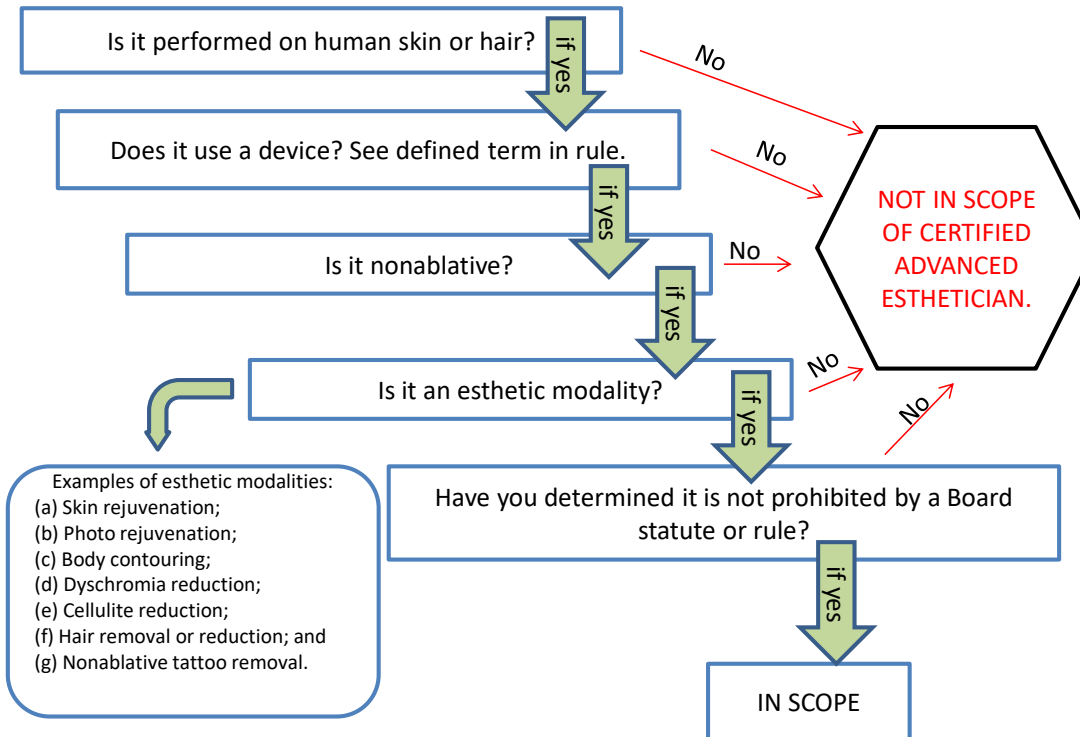 Is it performed on human skin or hair?
if yes
No
Does it use a device? See defined term in rule.
if yes
No
Is it nonablative?
if yes
No
NOT IN SCOPE
OF CERTIFIED
ADVANCED
ESTHETICIAN.
Is it an esthetic modality?
if yes
No
Examples of esthetic modalities:
(a) Skin rejuvenation;
(b) Photo rejuvenation;
(c) Body contouring;
(d) Dyschromia reduction;
(e) Cellulite reduction;
(f) Hair removal or reduction; and
(g) Nonablative tattoo removal.
Have you determined it is not prohibited by a Board
statute or rule?
if yes
No
IN SCOPE